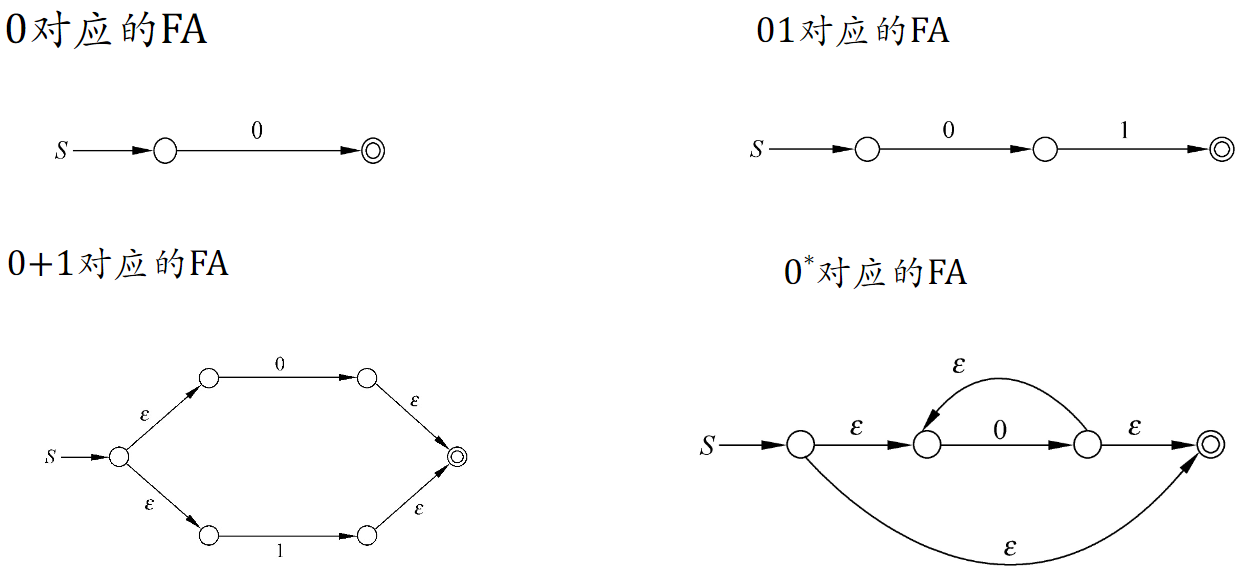 0对应的FA
01对应的FA
S 0
S 0 1
0+1对应的FA
0*对应的FA
0
ε ε
S
ε ε
1
ε
S ε 0 ε
ε